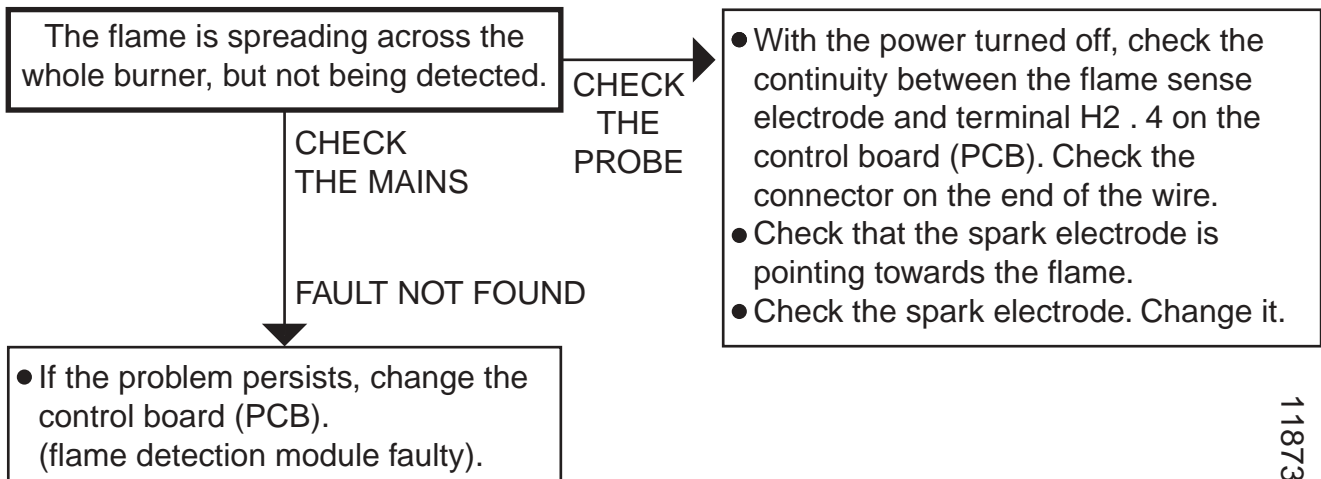 The flame is spreading across the
whole burner, but not being detected.
CHECK
THE
PROBE
● With the power turned off, check the
continuity between the flame sense
electrode and terminal H2 . 4 on the
control board (PCB). Check the
connector on the end of the wire.
● Check that the spark electrode is
pointing towards the flame.
● Check the spark electrode. Change it.
CHECK
THE MAINS
FAULT NOT FOUND
● If the problem persists, change the
control board (PCB).
(flame detection module faulty).
11873